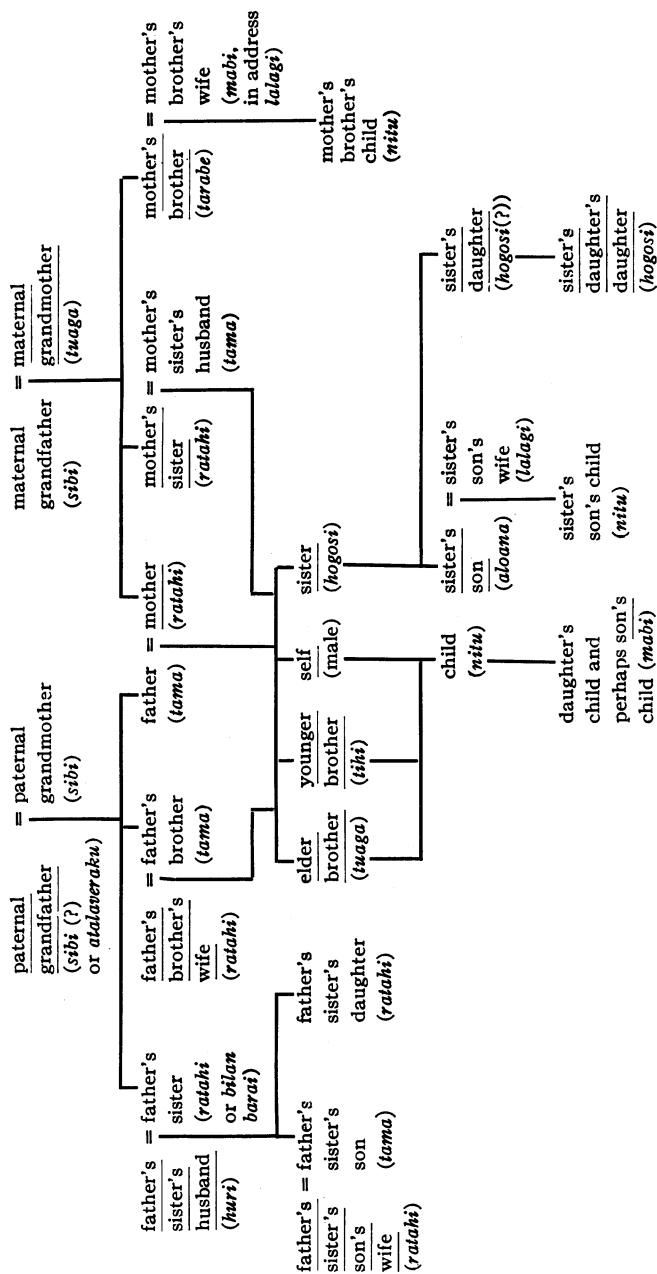 paternal
grandfather
(sibi (?)
or atalaveraku)
= paternal
grandmother
(sibi)
maternal
grandfather
(sibi)
= maternal
grandmother
(tuaga)
father's
sister's
husband
(huri)
= father's
sister
(ratahi
or bilan
barai)
father's
brother's
wife
(ratahi)
= father's
brother
(tama)
father
(tama)
= mother
(ratahi)
mother's
sister
(ratahi)
= mother's
sister's
husband
(tama)
mother's
brother
(tarabe)
= mother's
brother's
wife
(mabi,
in address
lalagi)
father's
sister's
son's
wife
(ratahi)
= father's
sister's
son
(tama)
father's
sister's
daughter
(ratahi)
elder
brother
(tuaga)
younger
brother
(tihi)
self
(male)
sister
(hogosi)
mother's
brother's
child
(nitu)
child
(nitu)
sister's
son
(aloana)
= sister's
son's
wife
(lalagi)
sister's
daughter
(hogosi(?))
daughter's
child and
perhaps son's
child (mabi)
sister's
son's child
(nitu)
sister's
daughter's
daughter
(hogosi)